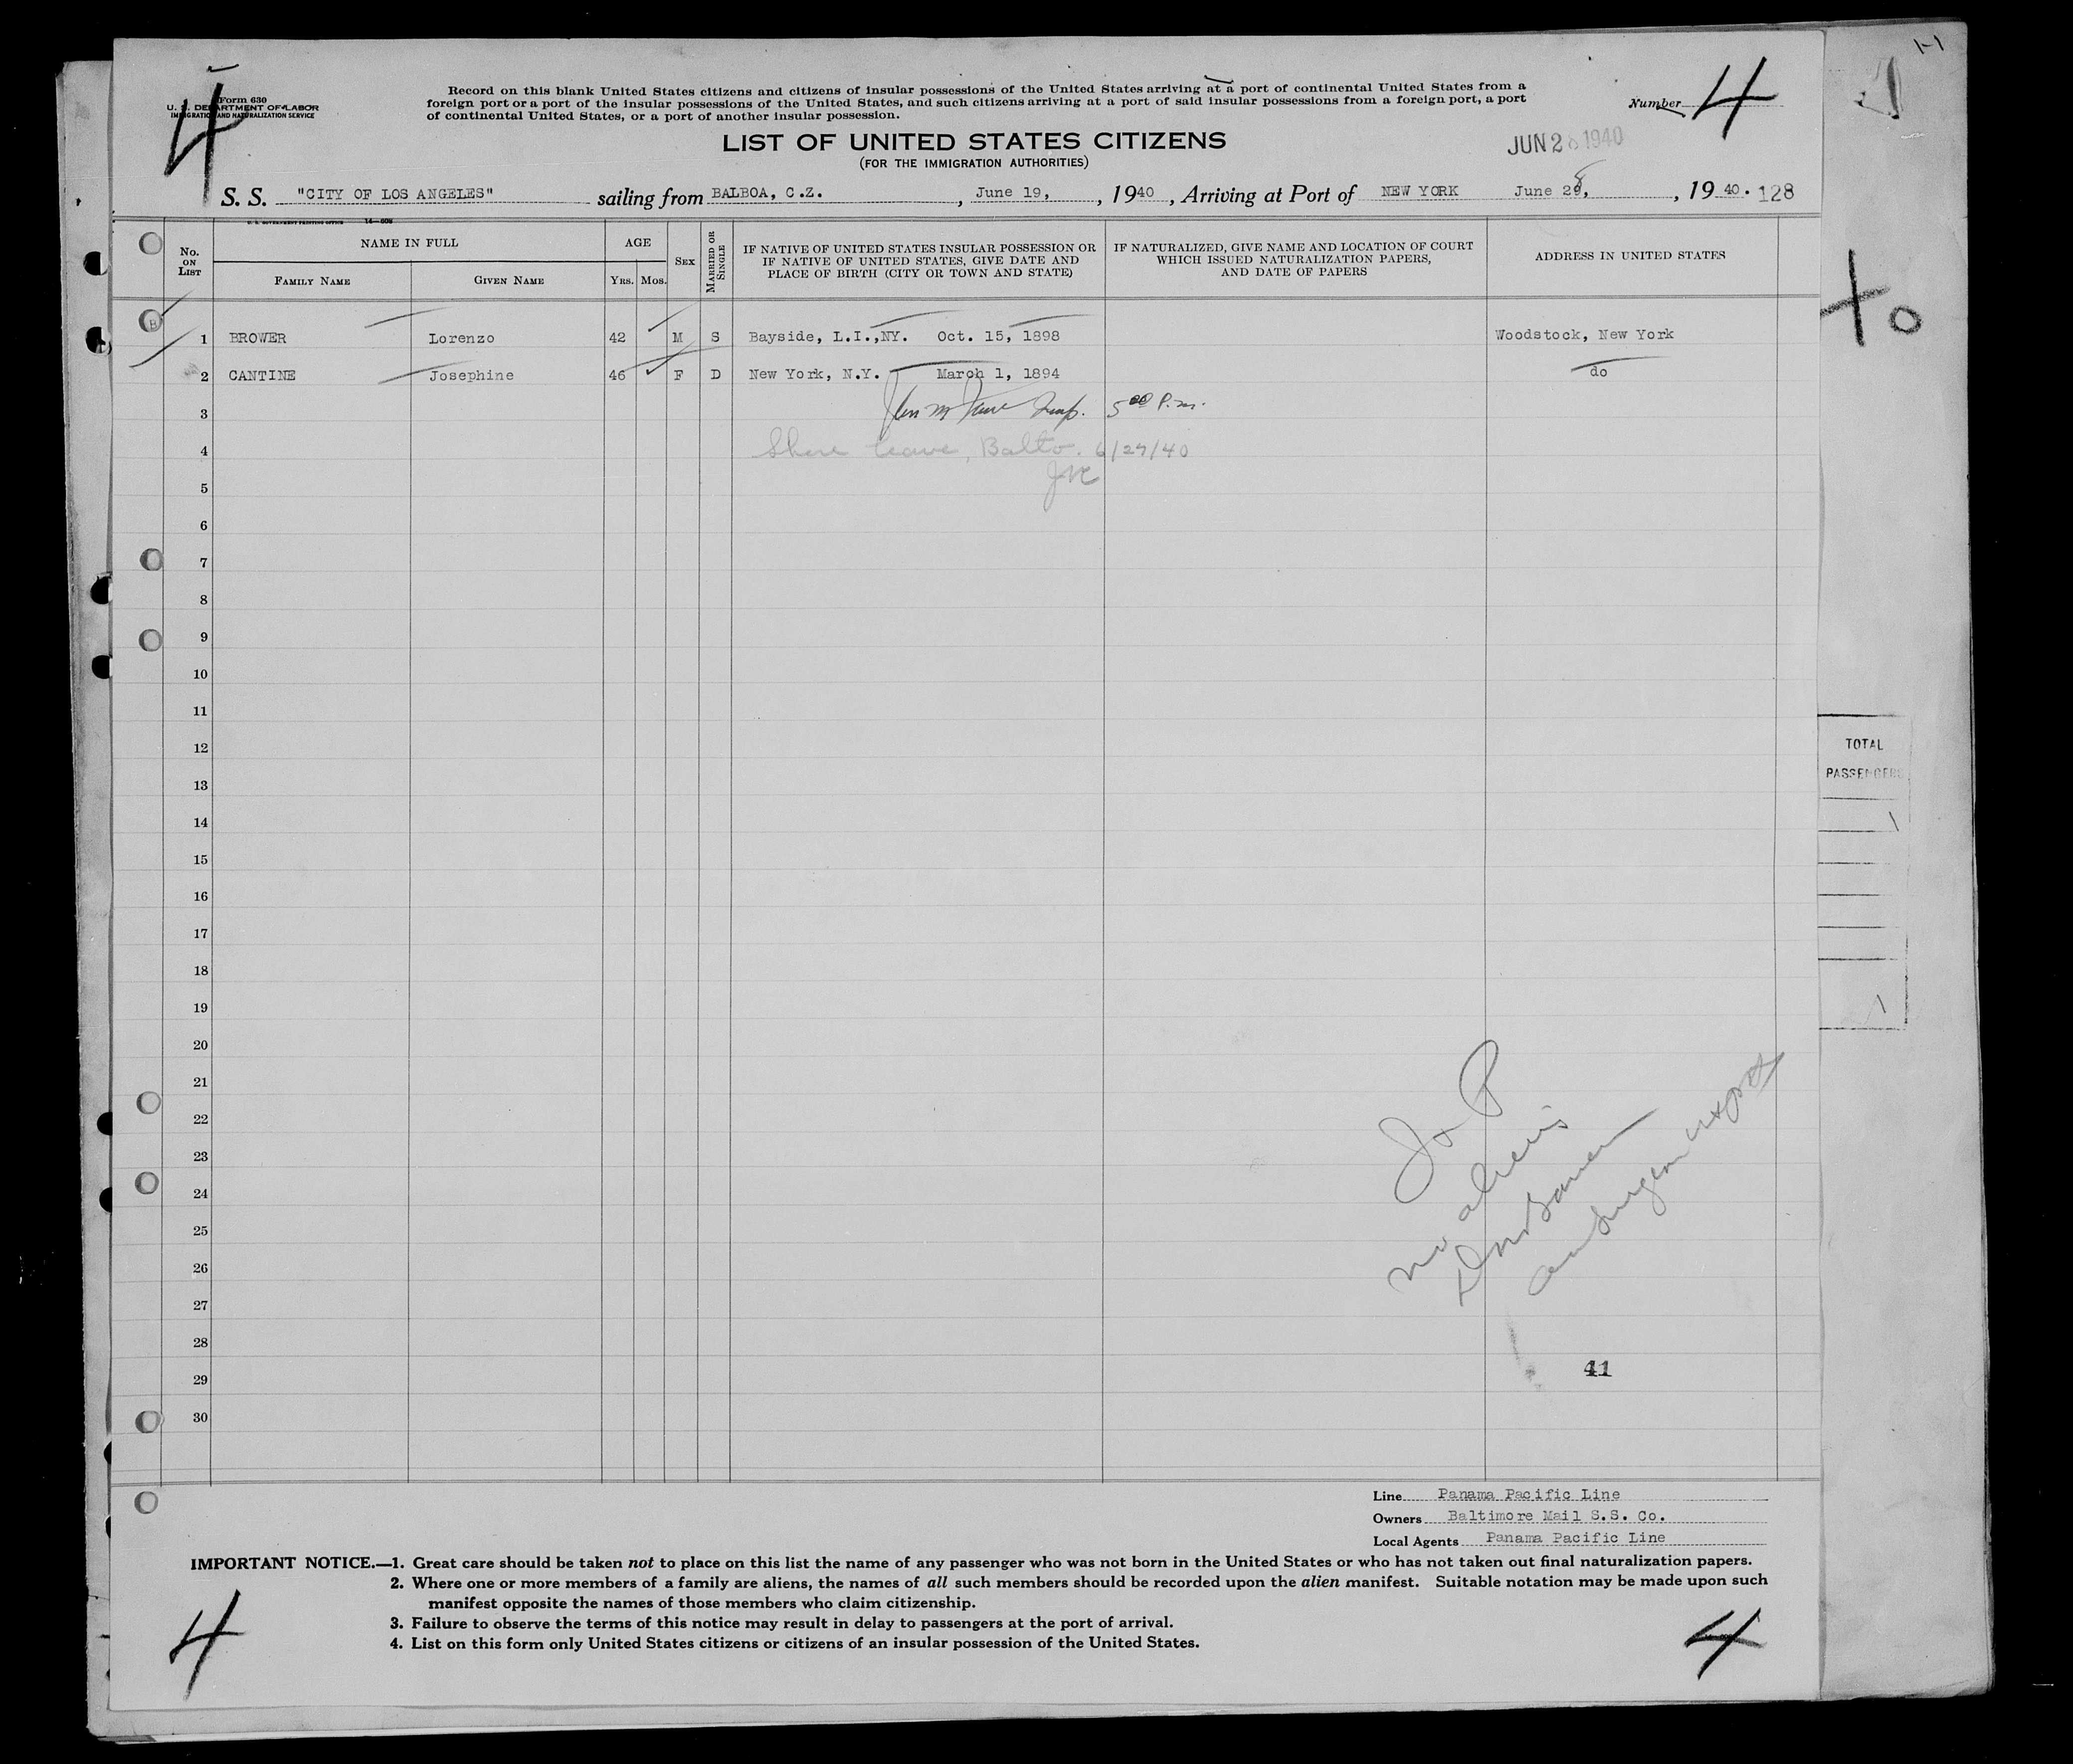 Form 630
U. S. DEPARTMENT OF LABOR
IMMIGRATION AND NATURALIZATION SERVICE
4
Record on this blank United States citizens and citizens of insular possessions of the United States arriving at a port of continental United States from a
foreign port or a port of the insular possessions of the United States, and such citizens arriving at a port of said insular possessions from a foreign port, a port
of continental United States, or a port of another insular possession.
Number 4
LIST OF UNITED STATES CITIZENS
(FOR THE IMMIGRATION AUTHORITIES)
JUN 28 1940
S. S. "CITY OF LOS ANGELES" sailing from BALBOA, C.Z. , June 19, , 1940 , Arriving at Port of NEW YORK June 28, , 19 40. 128
U. S. GOVERNMENT PRINTING OFFICE
No. ON LIST
NAME IN FULL
FAMILY NAME
GIVEN NAME
AGE
YRS. MOS.
SEX
MARRIED OR SINGLE
IF NATIVE OF UNITED STATES INSULAR POSSESSION OR
IF NATIVE OF UNITED STATES, GIVE DATE AND
PLACE OF BIRTH (CITY OR TOWN AND STATE)
IF NATURALIZED, GIVE NAME AND LOCATION OF COURT
WHICH ISSUED NATURALIZATION PAPERS,
AND DATE OF PAPERS
ADDRESS IN UNITED STATES
1 BROWER Lorenzo 42 M S Bayside, L.I.,NY. Oct. 15, 1898 Woodstock, New York
2 CANTINE Josephine 46 F D New York, N.Y. March 1, 1894 do
3 Insp. 5 00 P.m.
4 Shore leave, Balto. 6/27/40
5
6
7
8
9
10
11
12
13
14
15
16
17
18
19
20
21
22
23
24
25
26
27
28
29
30
no aliens
41
TOTAL
PASSENGERS
Line Panama Pacific Line
Owners Baltimore Mail S.S. Co.
Local Agents Panama Pacific Line
IMPORTANT NOTICE.—1. Great care should be taken not to place on this list the name of any passenger who was not born in the United States or who has not taken out final naturalization papers.
2. Where one or more members of a family are aliens, the names of all such members should be recorded upon the alien manifest. Suitable notation may be made upon such
manifest opposite the names of those members who claim citizenship.
3. Failure to observe the terms of this notice may result in delay to passengers at the port of arrival.
4. List on this form only United States citizens or citizens of an insular possession of the United States.
4
4